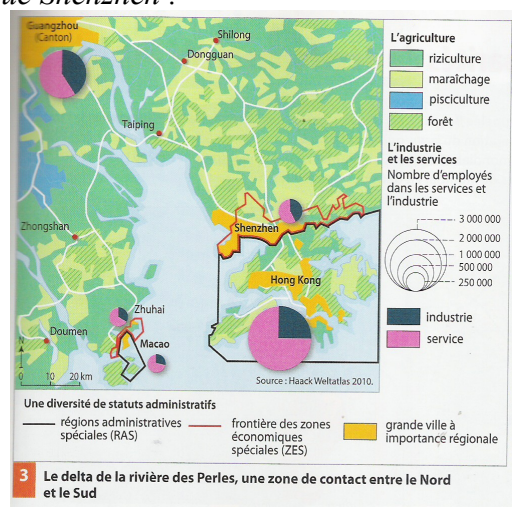 que Shenzhen ?
Guangzhou
(Canton)
Shilong
Dongguan
Taiping
Shenzhen
Zhongshan
Hong Kong
Zhuhai
Doumen
Macao
N
0 10 20 km
Source : Haack Weltatlas 2010.
L'agriculture
riziculture
maraîchage
pisciculture
forêt
L'industrie
et les services
Nombre d'employés
dans les services et
l'industrie
3 000 000
2 000 000
1 000 000
500 000
250 000
industrie
service
Une diversité de statuts administratifs
régions administratives
spéciales (RAS)
frontière des zones
économiques
spéciales (ZES)
grande ville à
importance régionale
3 Le delta de la rivière des Perles, une zone de contact entre le Nord
et le Sud